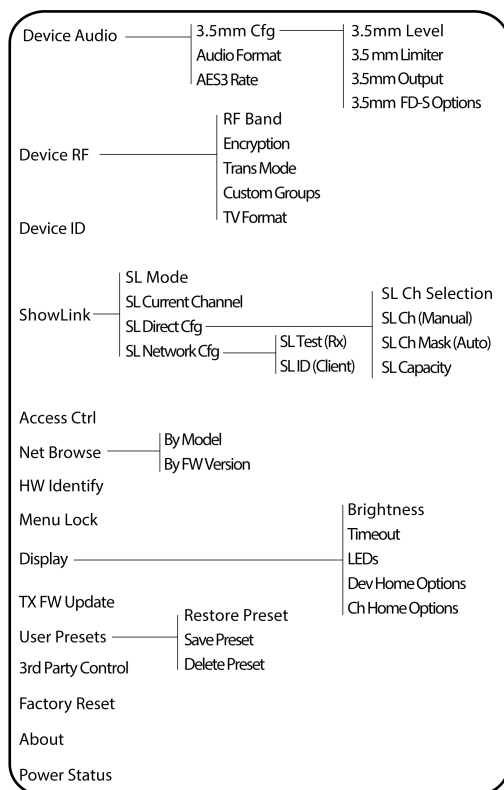 Device Audio
3.5mm Cfg
Audio Format
AES3 Rate
3.5mm Level
3.5 mm Limiter
3.5mm Output
3.5mm FD-S Options
Device RF
RF Band
Encryption
Trans Mode
Custom Groups
TV Format
Device ID
ShowLink
SL Mode
SL Current Channel
SL Direct Cfg
SL Network Cfg
SL Test (Rx)
SL ID (Client)
SL Ch Selection
SL Ch (Manual)
SL Ch Mask (Auto)
SL Capacity
Access Ctrl
Net Browse
By Model
By FW Version
HW Identify
Menu Lock
Display
Brightness
Timeout
LEDs
Dev Home Options
Ch Home Options
TX FW Update
User Presets
Restore Preset
Save Preset
Delete Preset
3rd Party Control
Factory Reset
About
Power Status